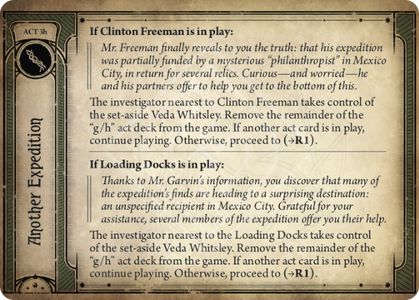 ACT 3h
Another Expedition
If Clinton Freeman is in play:
Mr. Freeman finally reveals to you the truth: that his expedition
was partially funded by a mysterious “philanthropist” in Mexico
City, in return for several relics. Curious—and worried—he
and his partners offer to help you get to the bottom of this.
The investigator nearest to Clinton Freeman takes control of
the set-aside Veda Whitsley. Remove the remainder of the
“g/h” act deck from the game. If another act card is in play,
continue playing. Otherwise, proceed to (→R1).
If Loading Docks is in play:
Thanks to Mr. Garvin’s information, you discover that many of
the expedition’s finds are heading to a surprising destination:
an unspecified recipient in Mexico City. Grateful for your
assistance, several members of the expedition offer you their help.
The investigator nearest to the Loading Docks takes control
of the set-aside Veda Whitsley. Remove the remainder of the
“g/h” act deck from the game. If another act card is in play,
continue playing. Otherwise, proceed to (→R1).